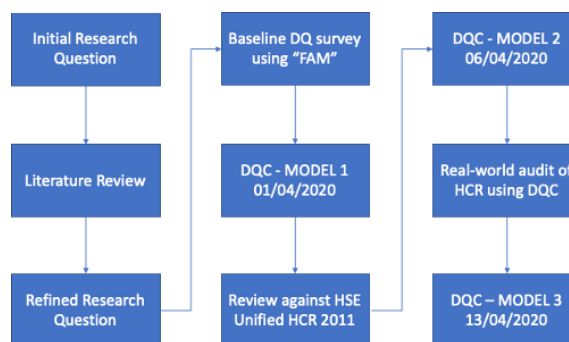 Initial Research
Question
Literature Review
Refined Research
Question
Baseline DQ survey
using “FAM”
DQC - MODEL 1
01/04/2020
Review against HSE
Unified HCR 2011
DQC - MODEL 2
06/04/2020
Real-world audit of
HCR using DQC
DQC – MODEL 3
13/04/2020